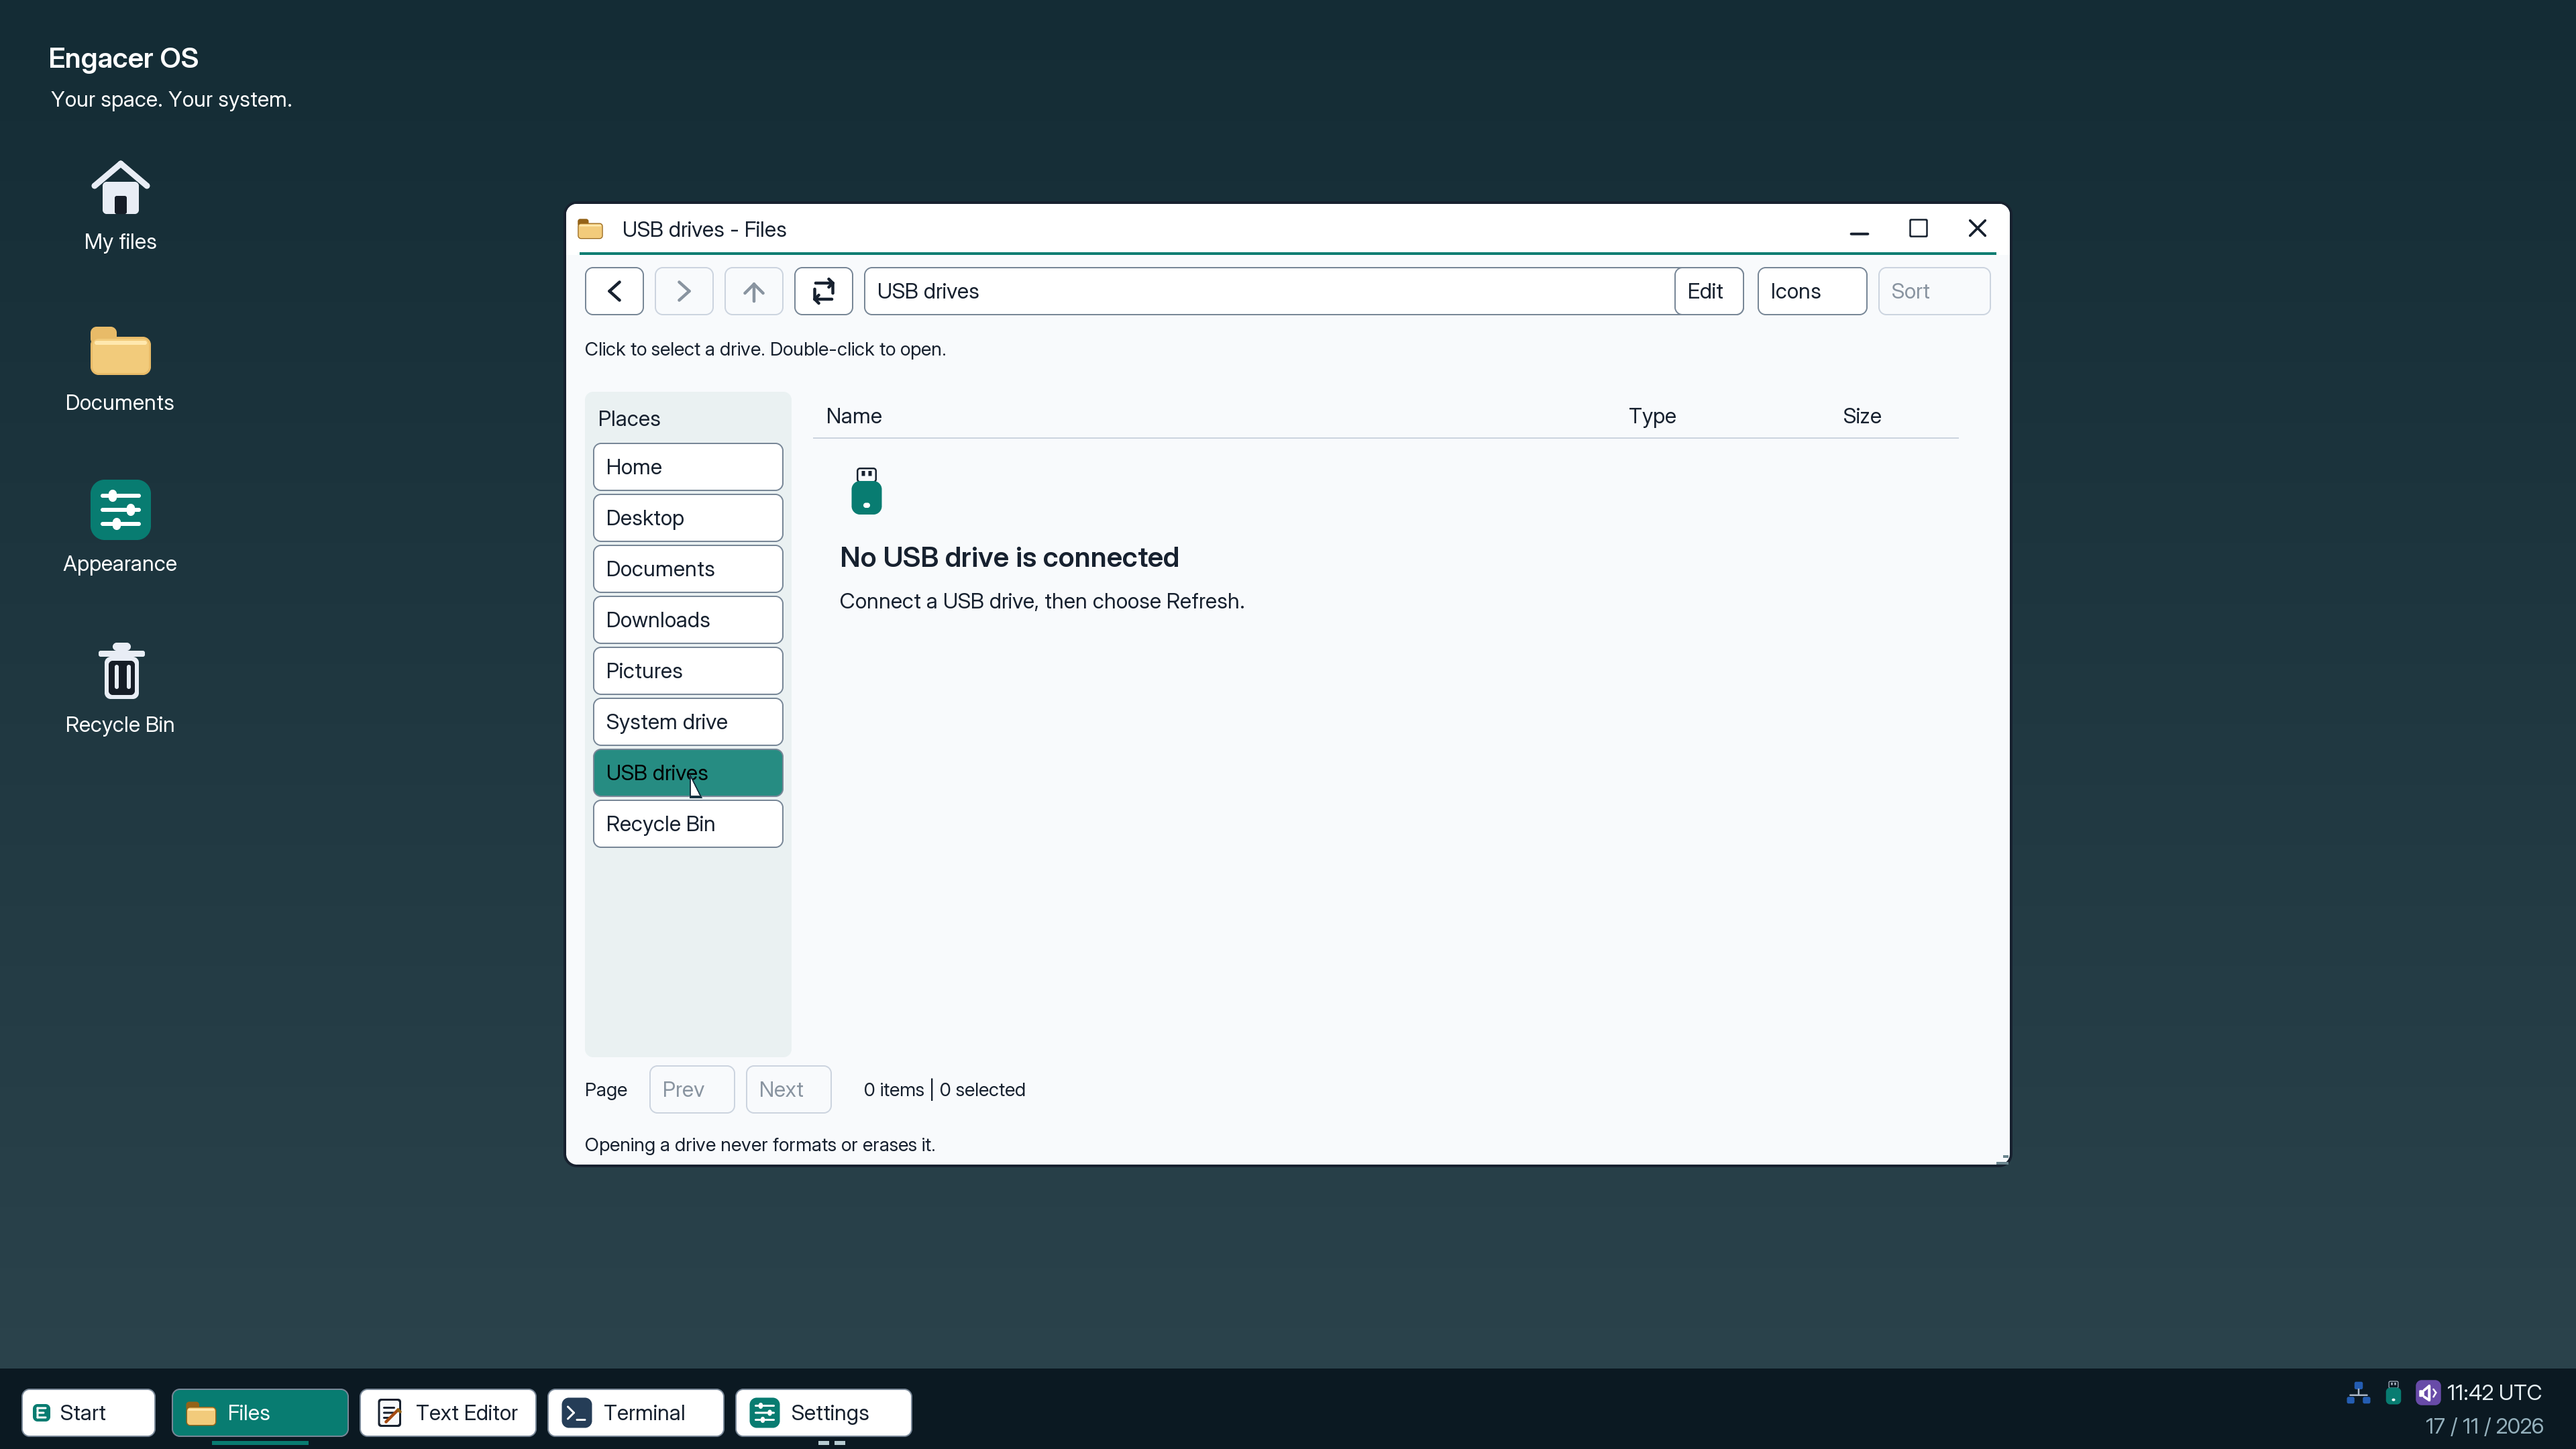 Engacer OS
Your space. Your system.
My files
Documents
Appearance
Recycle Bin
USB drives - Files
USB drives
Edit
Icons
Sort
Click to select a drive. Double-click to open.
Places
Home
Desktop
Documents
Downloads
Pictures
System drive
USB drives
Recycle Bin
Name Type Size
No USB drive is connected
Connect a USB drive, then choose Refresh.
Page Prev Next 0 items | 0 selected
Opening a drive never formats or erases it.
E Start
Files
Text Editor
Terminal
Settings
11:42 UTC
17 / 11 / 2026